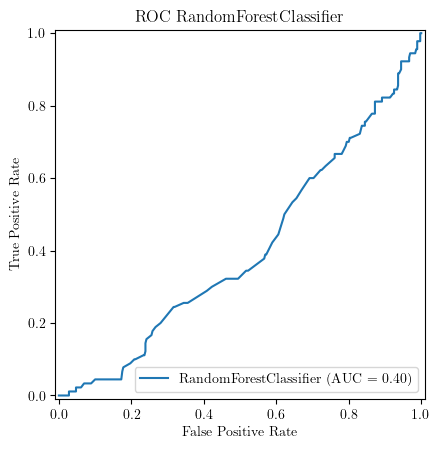 ROC RandomForestClassifier
1.0
0.8
0.6
0.4
0.2
0.0
True Positive Rate
RandomForestClassifier (AUC = 0.40)
0.0 0.2 0.4 0.6 0.8 1.0
False Positive Rate